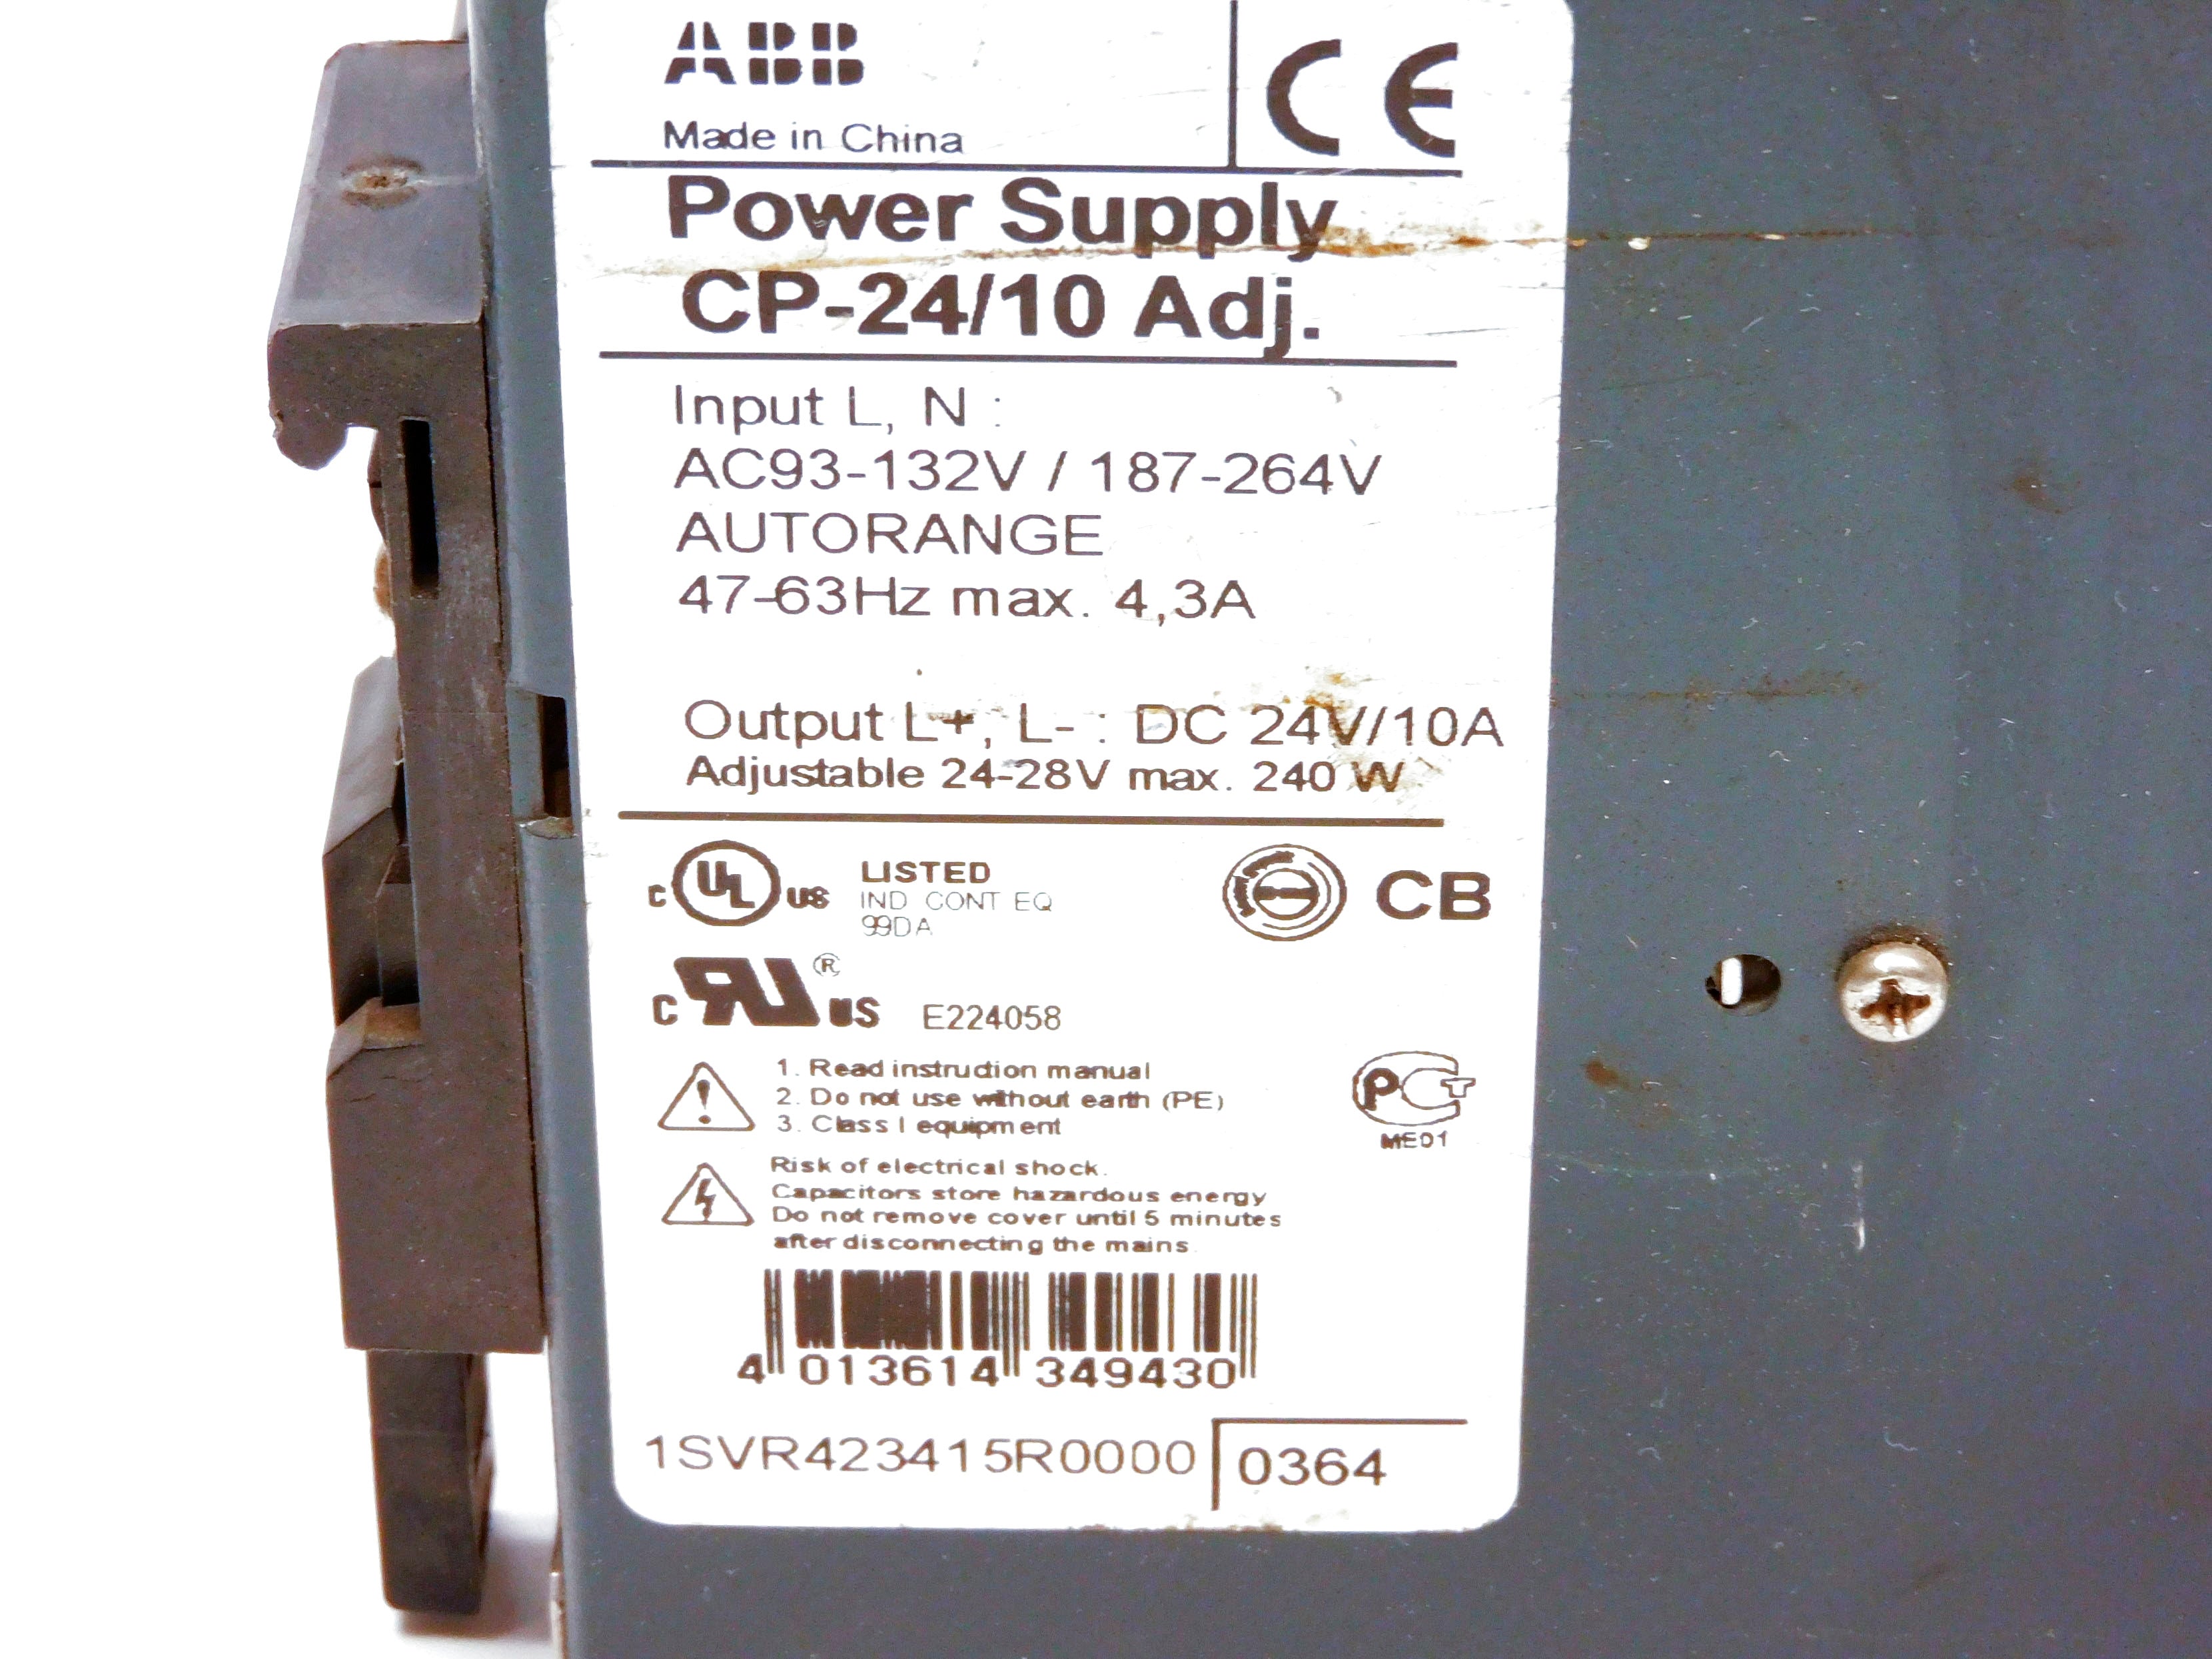 ABB
CE
Made in China
Power Supply
CP-24/10 Adj.
Input L, N :
AC93-132V / 187-264V
AUTORANGE
47-63Hz max. 4,3A
Output L+, L- : DC 24V/10A
Adjustable 24-28V max. 240 W
C UL US LISTED
IND CONT EQ
99DA
CB
C RU ® US E224058
1. Read instruction manual
2. Do not use without earth (PE)
3. Class I equipment
PCT
ME01
Risk of electrical shock.
Capacitors store hazardous energy
Do not remove cover until 5 minutes
after disconnecting the mains.
4 013614 349430
1SVR423415R0000 0364